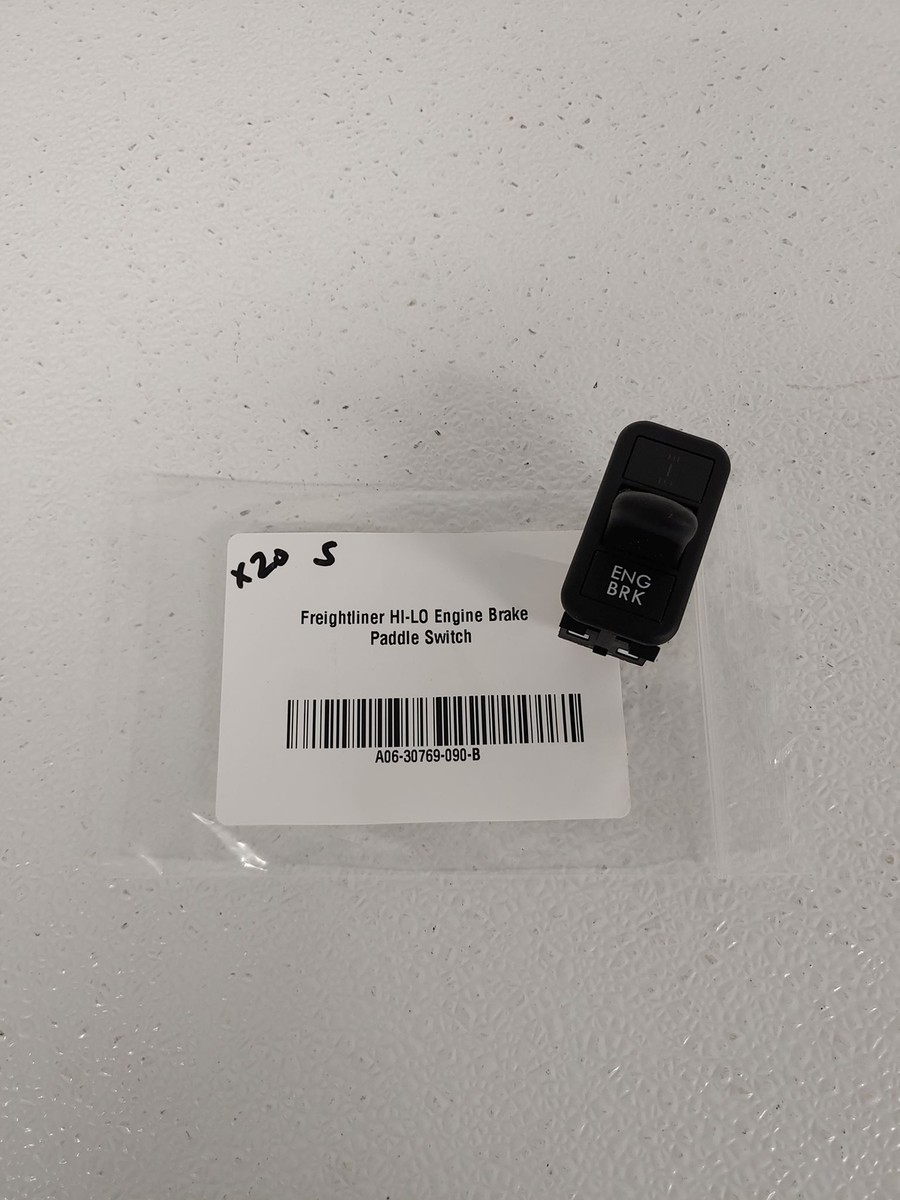 x20 S
Freightliner HI-LO Engine Brake
Paddle Switch
A06-30769-090-B
ENG
BRK